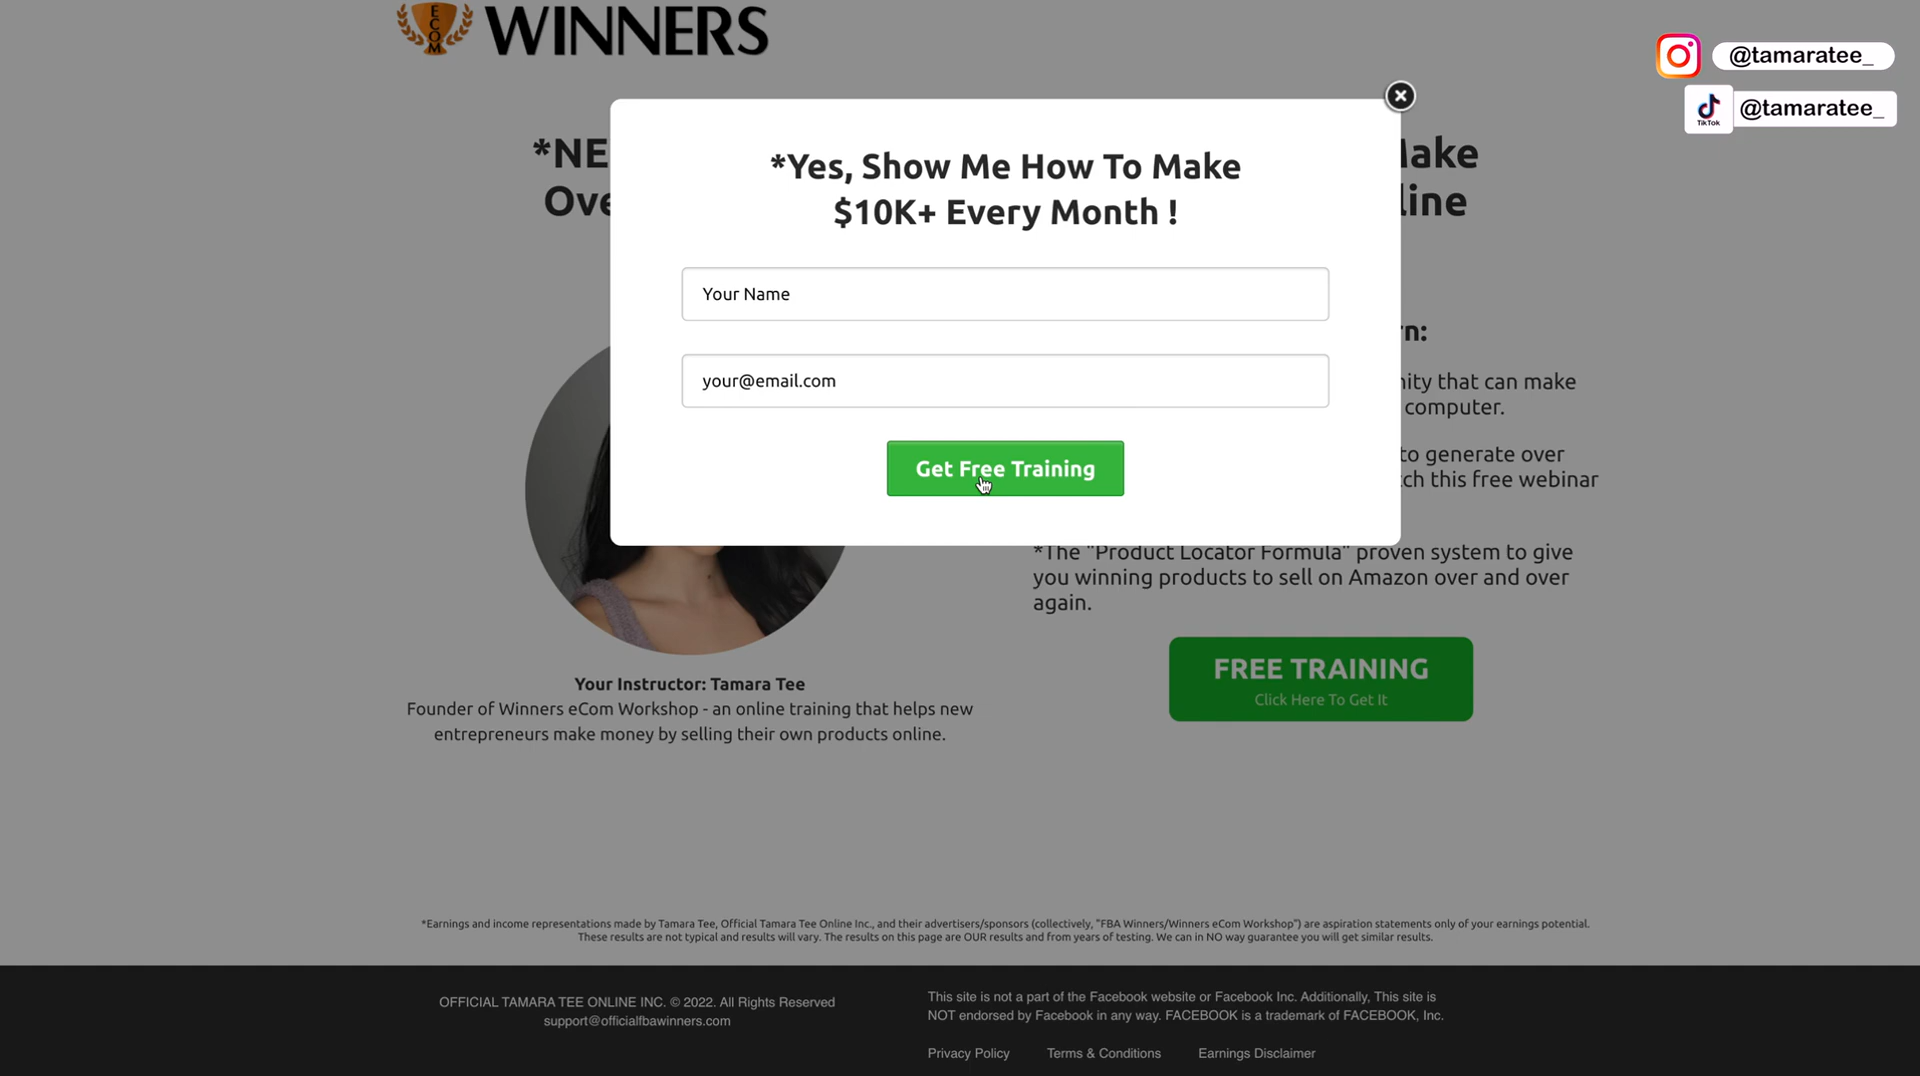 ECOM WINNERS
@tamaratee_
TikTok
@tamaratee_
*NE
Make
Ove
line
*Yes, Show Me How To Make
$10K+ Every Month !
Your Name
your@email.com
Get Free Training
n:
nity that can make
computer.
to generate over
tch this free webinar
*The "Product Locator Formula" proven system to give
you winning products to sell on Amazon over and over
again.
FREE TRAINING
Click Here To Get It
Your Instructor: Tamara Tee
Founder of Winners eCom Workshop - an online training that helps new
entrepreneurs make money by selling their own products online.
*Earnings and income representations made by Tamara Tee, Official Tamara Tee Online Inc., and their advertisers/sponsors (collectively, "FBA Winners/Winners eCom Workshop") are aspiration statements only of your earnings potential.
These results are not typical and results will vary. The results on this page are OUR results and from years of testing. We can in NO way guarantee you will get similar results.
OFFICIAL TAMARA TEE ONLINE INC. © 2022. All Rights Reserved
support@officialfbawinners.com
This site is not a part of the Facebook website or Facebook Inc. Additionally, This site is
NOT endorsed by Facebook in any way. FACEBOOK is a trademark of FACEBOOK, Inc.
Privacy Policy
Terms & Conditions
Earnings Disclaimer